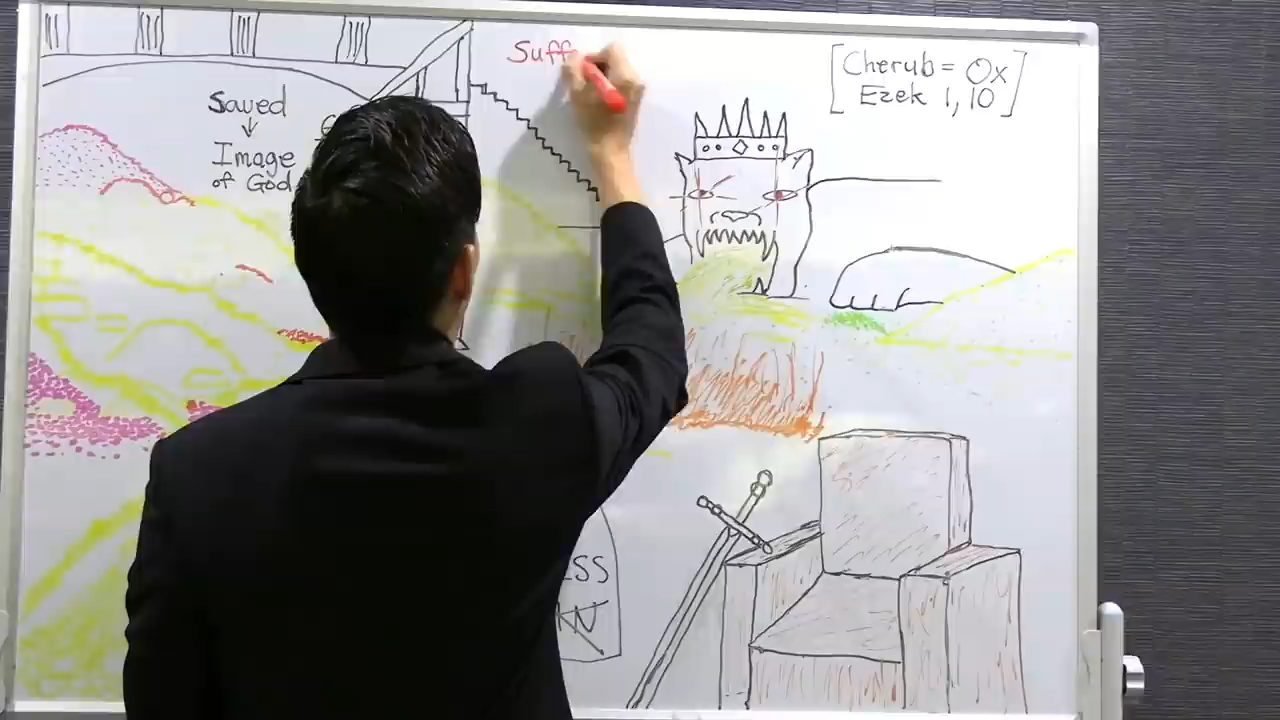 Suff
[Cherub = Ox
Ezek 1, 10]
Saved
↓
Image
of God